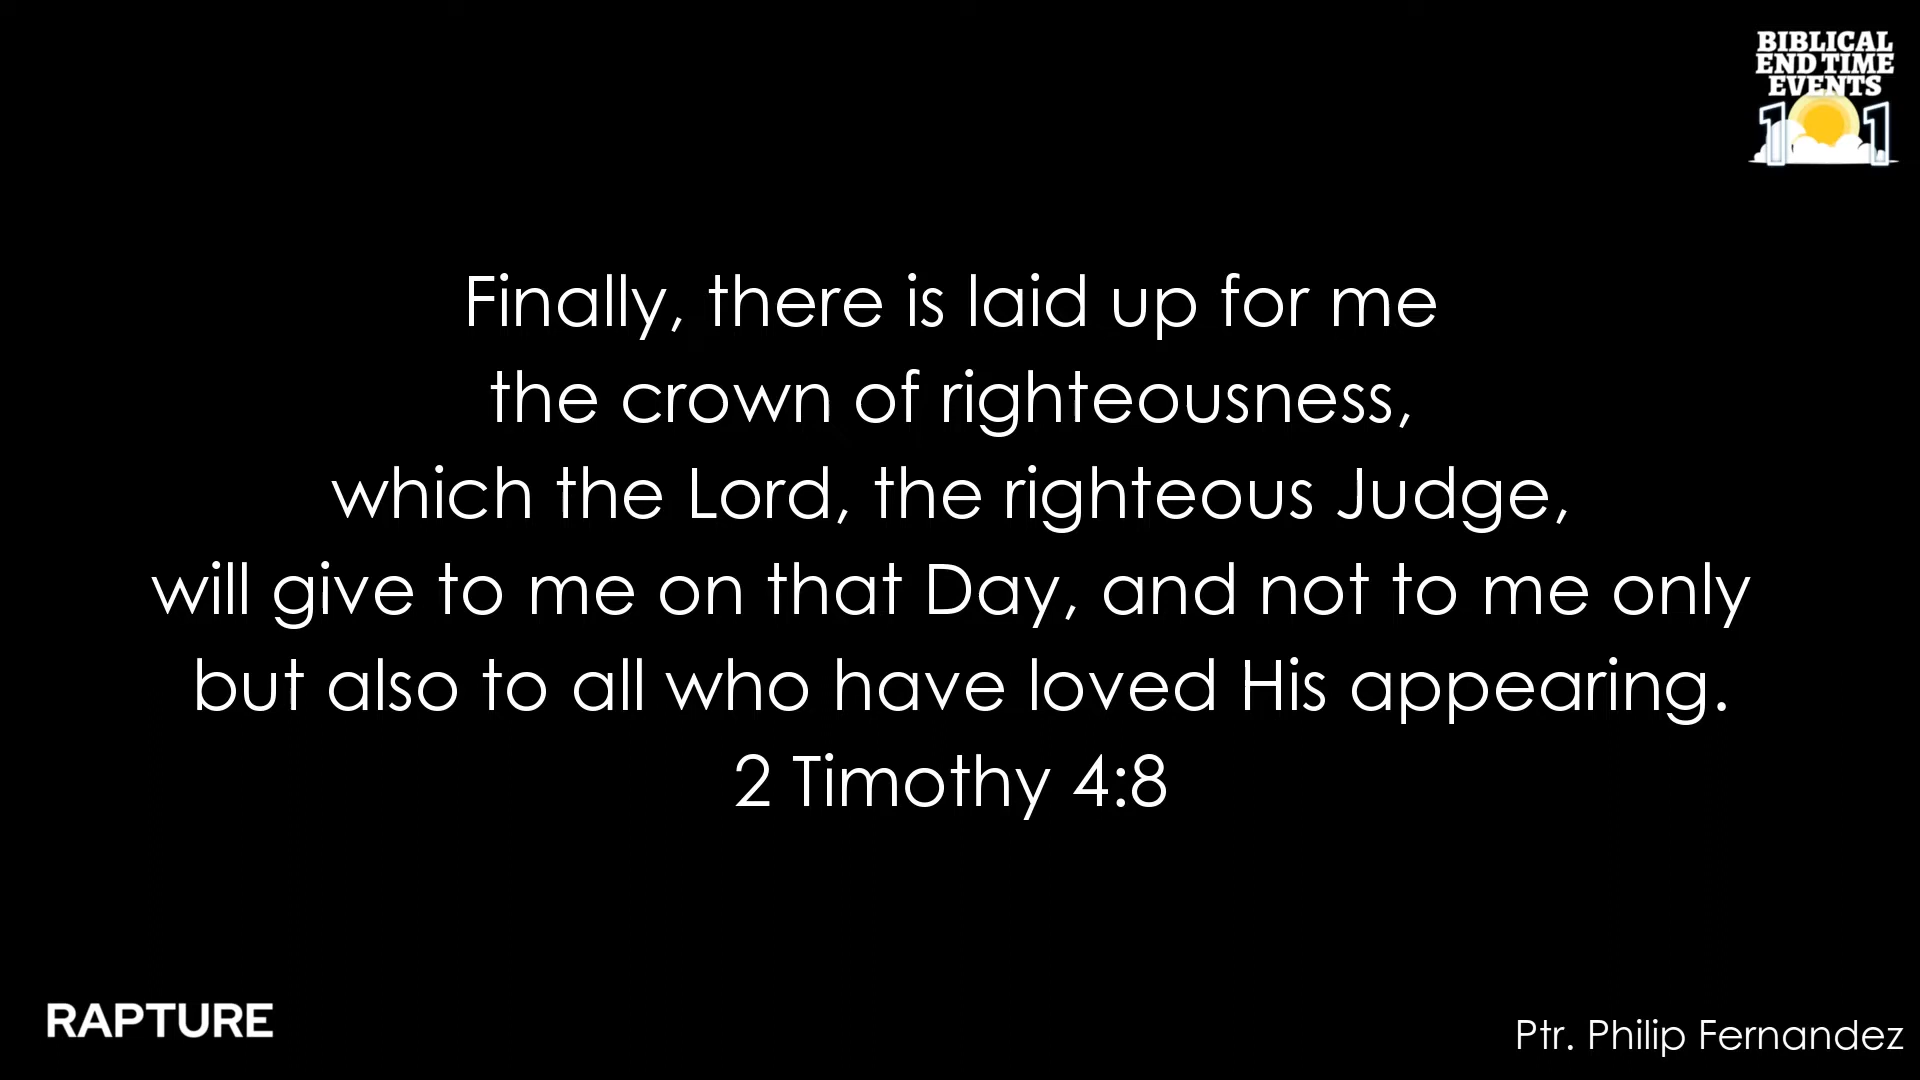 BIBLICAL
END TIME
EVENTS
101
Finally, there is laid up for me
the crown of righteousness,
which the Lord, the righteous Judge,
will give to me on that Day, and not to me only
but also to all who have loved His appearing.
2 Timothy 4:8
RAPTURE
Ptr. Philip Fernandez